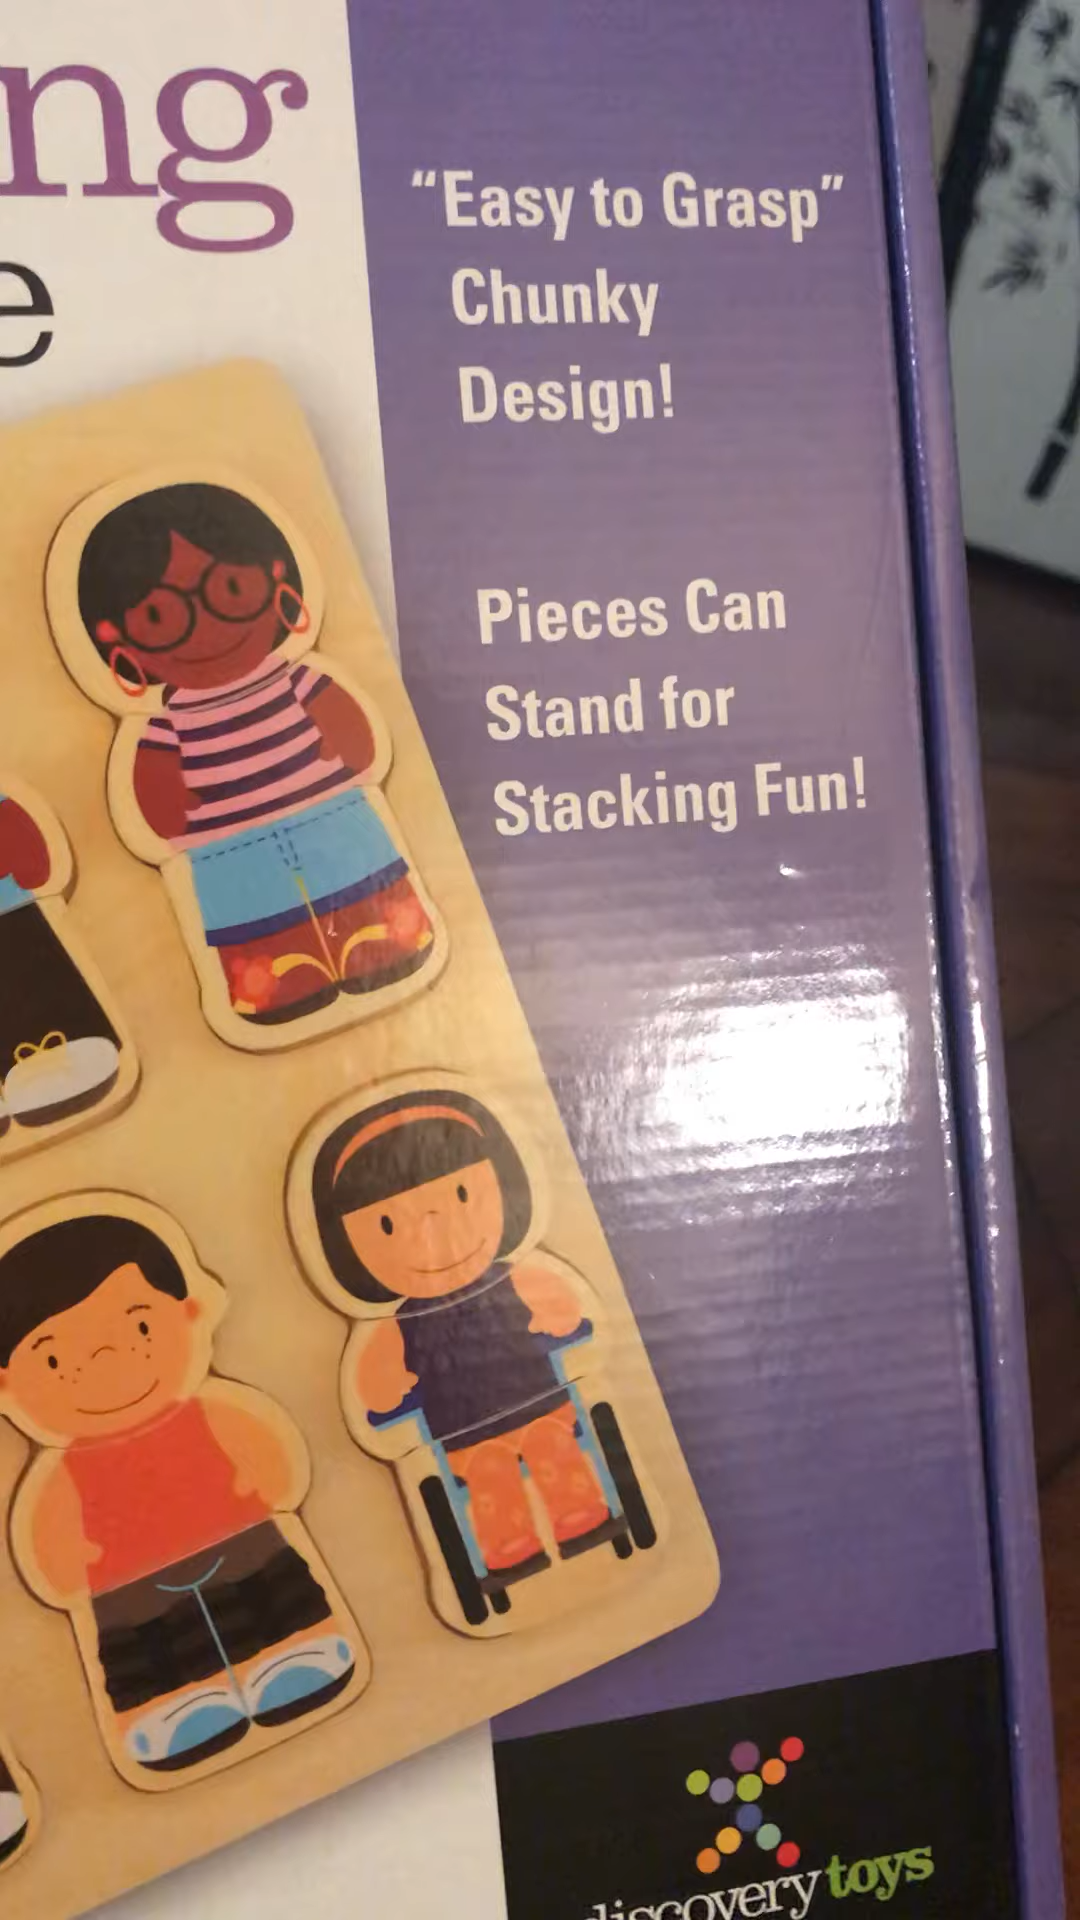 ng
e
“Easy to Grasp”
Chunky
Design!
Pieces Can
Stand for
Stacking Fun!
discovery toys